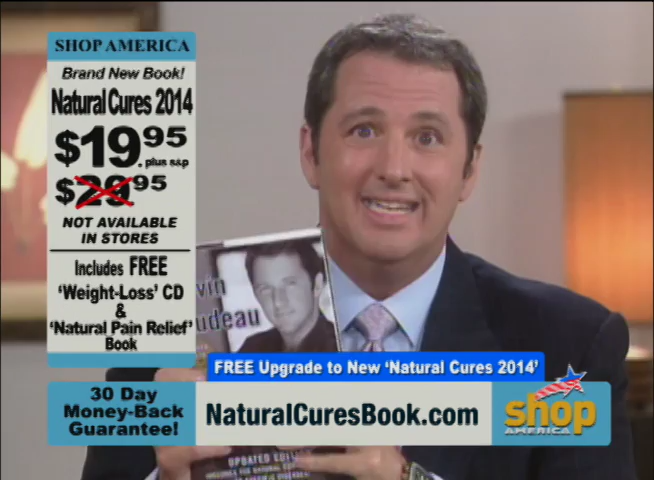 SHOP AMERICA
Brand New Book!
Natural Cures 2014
$19.95
plus s&p
$29.95
NOT AVAILABLE
IN STORES
Includes FREE
'Weight-Loss' CD
&
'Natural Pain Relief'
Book
vin
udeau
FREE Upgrade to New 'Natural Cures 2014'
30 Day
Money-Back
Guarantee!
NaturalCuresBook.com
shop
AMERICA
UPDATED EDITION